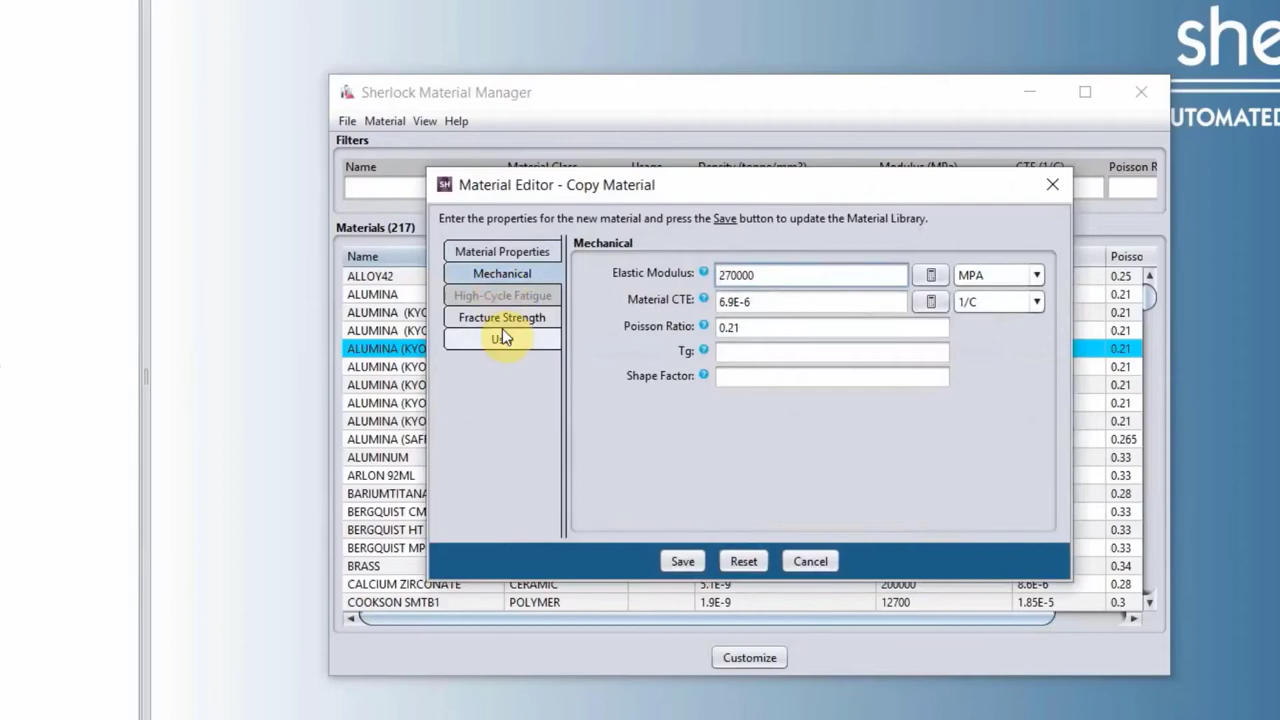 she
UTOMATED
Sherlock Material Manager
File Material View Help
Filters
Name
Poisson R
SH Material Editor - Copy Material
Enter the properties for the new material and press the Save button to update the Material Library.
Materials (217)
Material Properties
Mechanical
High-Cycle Fatigue
Fracture Strength
Mechanical
Elastic Modulus: 270000 MPA
Material CTE: 6.9E-6 1/C
Poisson Ratio: 0.21
Tg:
Shape Factor:
Name Poisso
ALLOY42 0.25
ALUMINA 0.21
ALUMINA (KYO 0.21
ALUMINA (KYO 0.21
ALUMINA (KYO 0.21
ALUMINA (KYO 0.21
ALUMINA (KYO 0.21
ALUMINA (KYO 0.21
ALUMINA (KYO 0.21
ALUMINA (SAFI 0.265
ALUMINUM 0.33
ARLON 92ML 0.33
BARIUMTITANA 0.28
BERGQUIST CM 0.33
BERGQUIST HT 0.33
BERGQUIST MP 0.33
BRASS 0.34
CALCIUM ZIRCONATE CERAMIC 5.1E-9 200000 8.6E-6 0.28
COOKSON SMTB1 POLYMER 1.9E-9 12700 1.85E-5 0.3
Save Reset Cancel
Customize